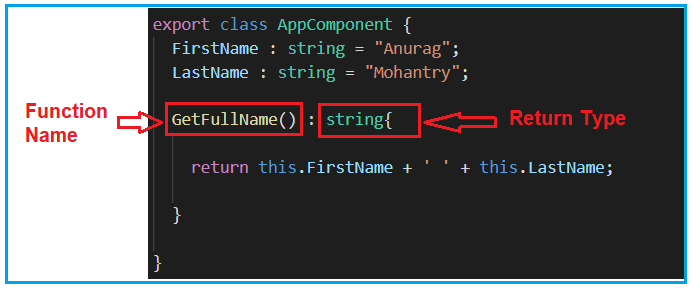 export class AppComponent {
FirstName : string = "Anurag";
LastName : string = "Mohantry";
Function
Name
GetFullName() : string{
Return Type
return this.FirstName + ' ' + this.LastName;
}
}